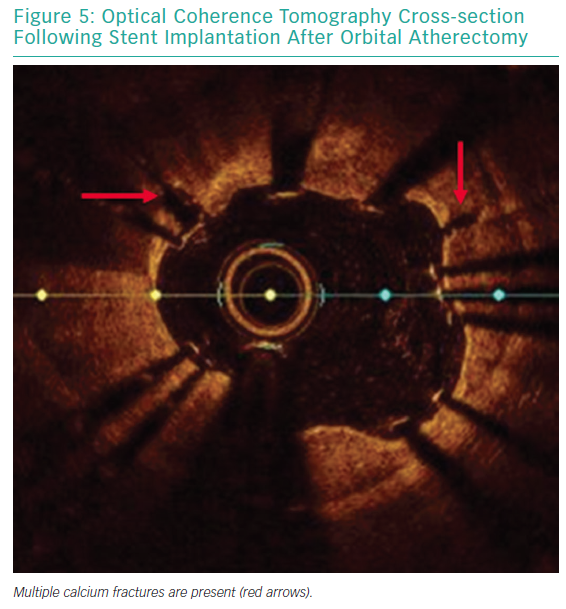 Figure 5: Optical Coherence Tomography Cross-section
Following Stent Implantation After Orbital Atherectomy
Multiple calcium fractures are present (red arrows).